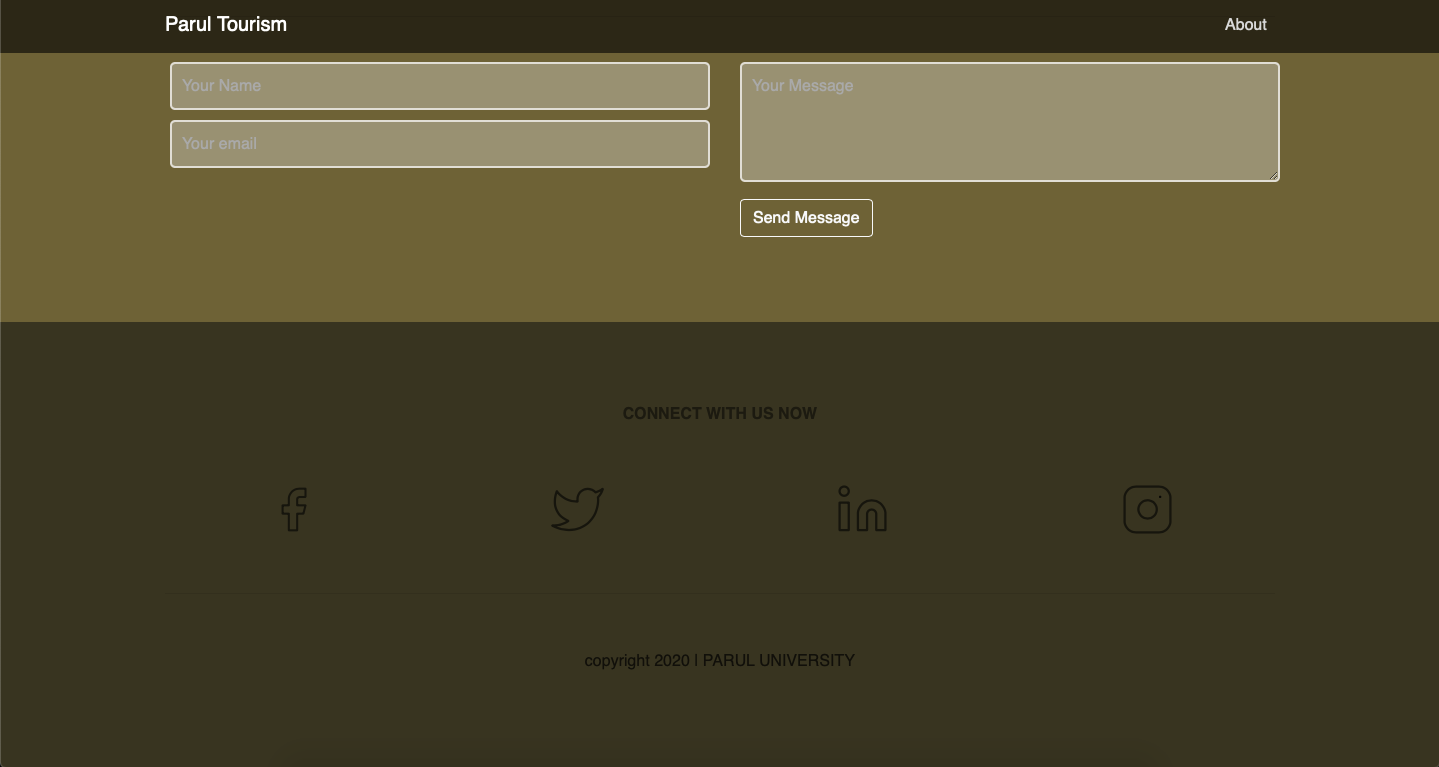 Parul Tourism
About
Your Name
Your email
Your Message
Send Message
CONNECT WITH US NOW
copyright 2020 | PARUL UNIVERSITY